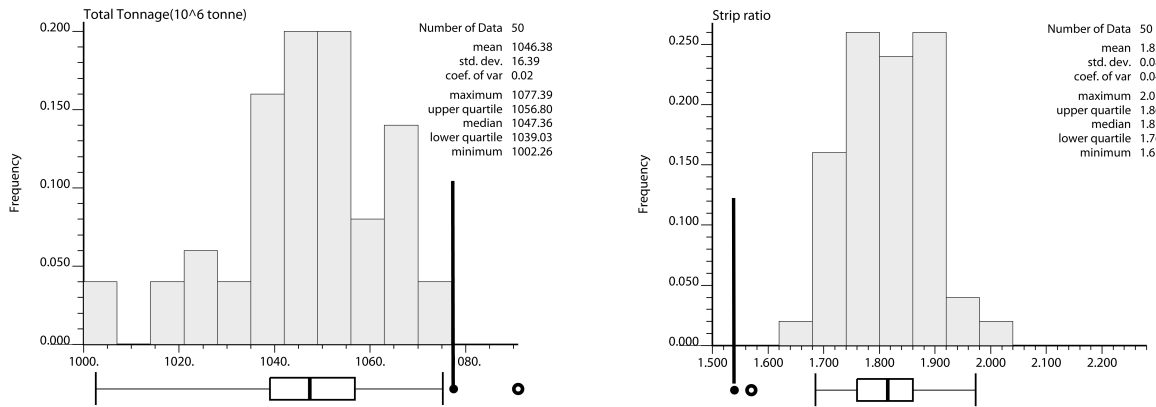 Total Tonnage(10^6 tonne)
Number of Data 50
mean 1046.38
std. dev. 16.39
coef. of var 0.02
maximum 1077.39
upper quartile 1056.80
median 1047.36
lower quartile 1039.03
minimum 1002.26
Frequency
0.200
0.150
0.100
0.050
0.000
1000. 1020. 1040. 1060. 080.
Strip ratio
Number of Data 50
mean 1.8
std. dev. 0.0
coef. of var 0.0
maximum 2.0
upper quartile 1.8
median 1.8
lower quartile 1.7
minimum 1.6
Frequency
0.250
0.200
0.150
0.100
0.050
0.000
1.500 1.600 1.700 1.800 1.900 2.000 2.100 2.200